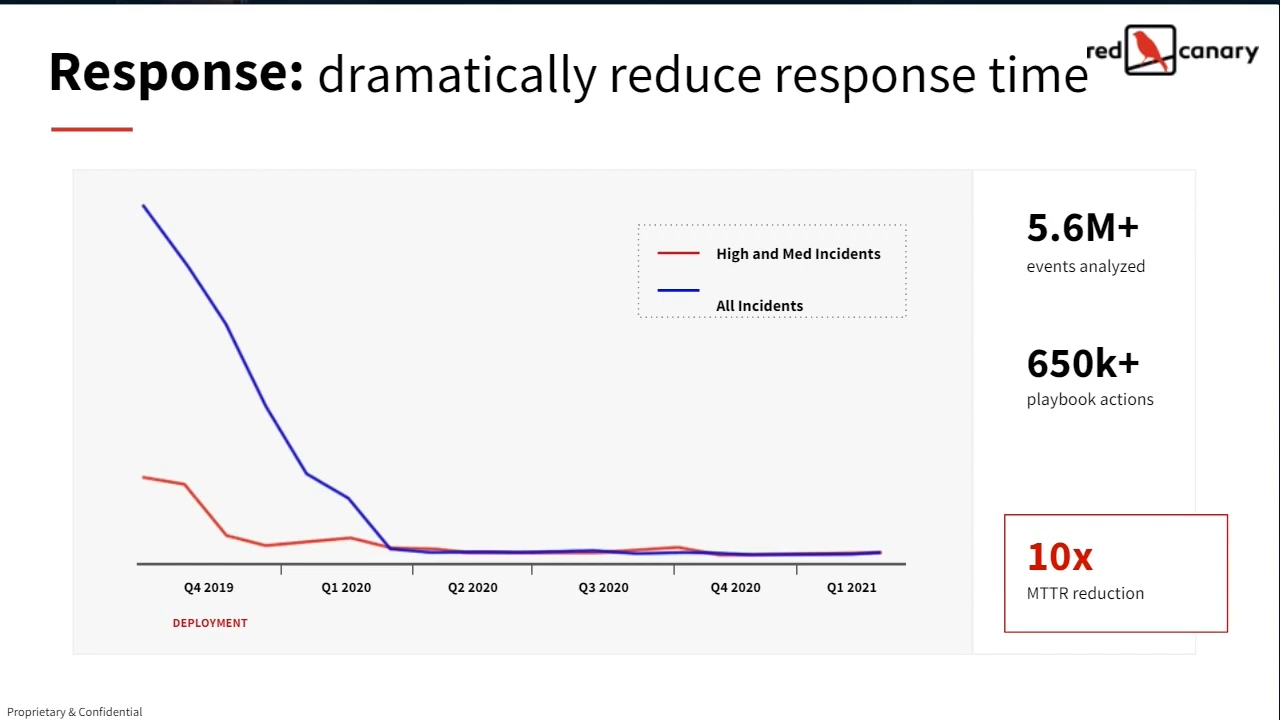 Response: dramatically reduce response time
red canary
High and Med Incidents
All Incidents
5.6M+
events analyzed
650k+
playbook actions
10x
MTTR reduction
Q4 2019 Q1 2020 Q2 2020 Q3 2020 Q4 2020 Q1 2021
DEPLOYMENT
Proprietary & Confidential